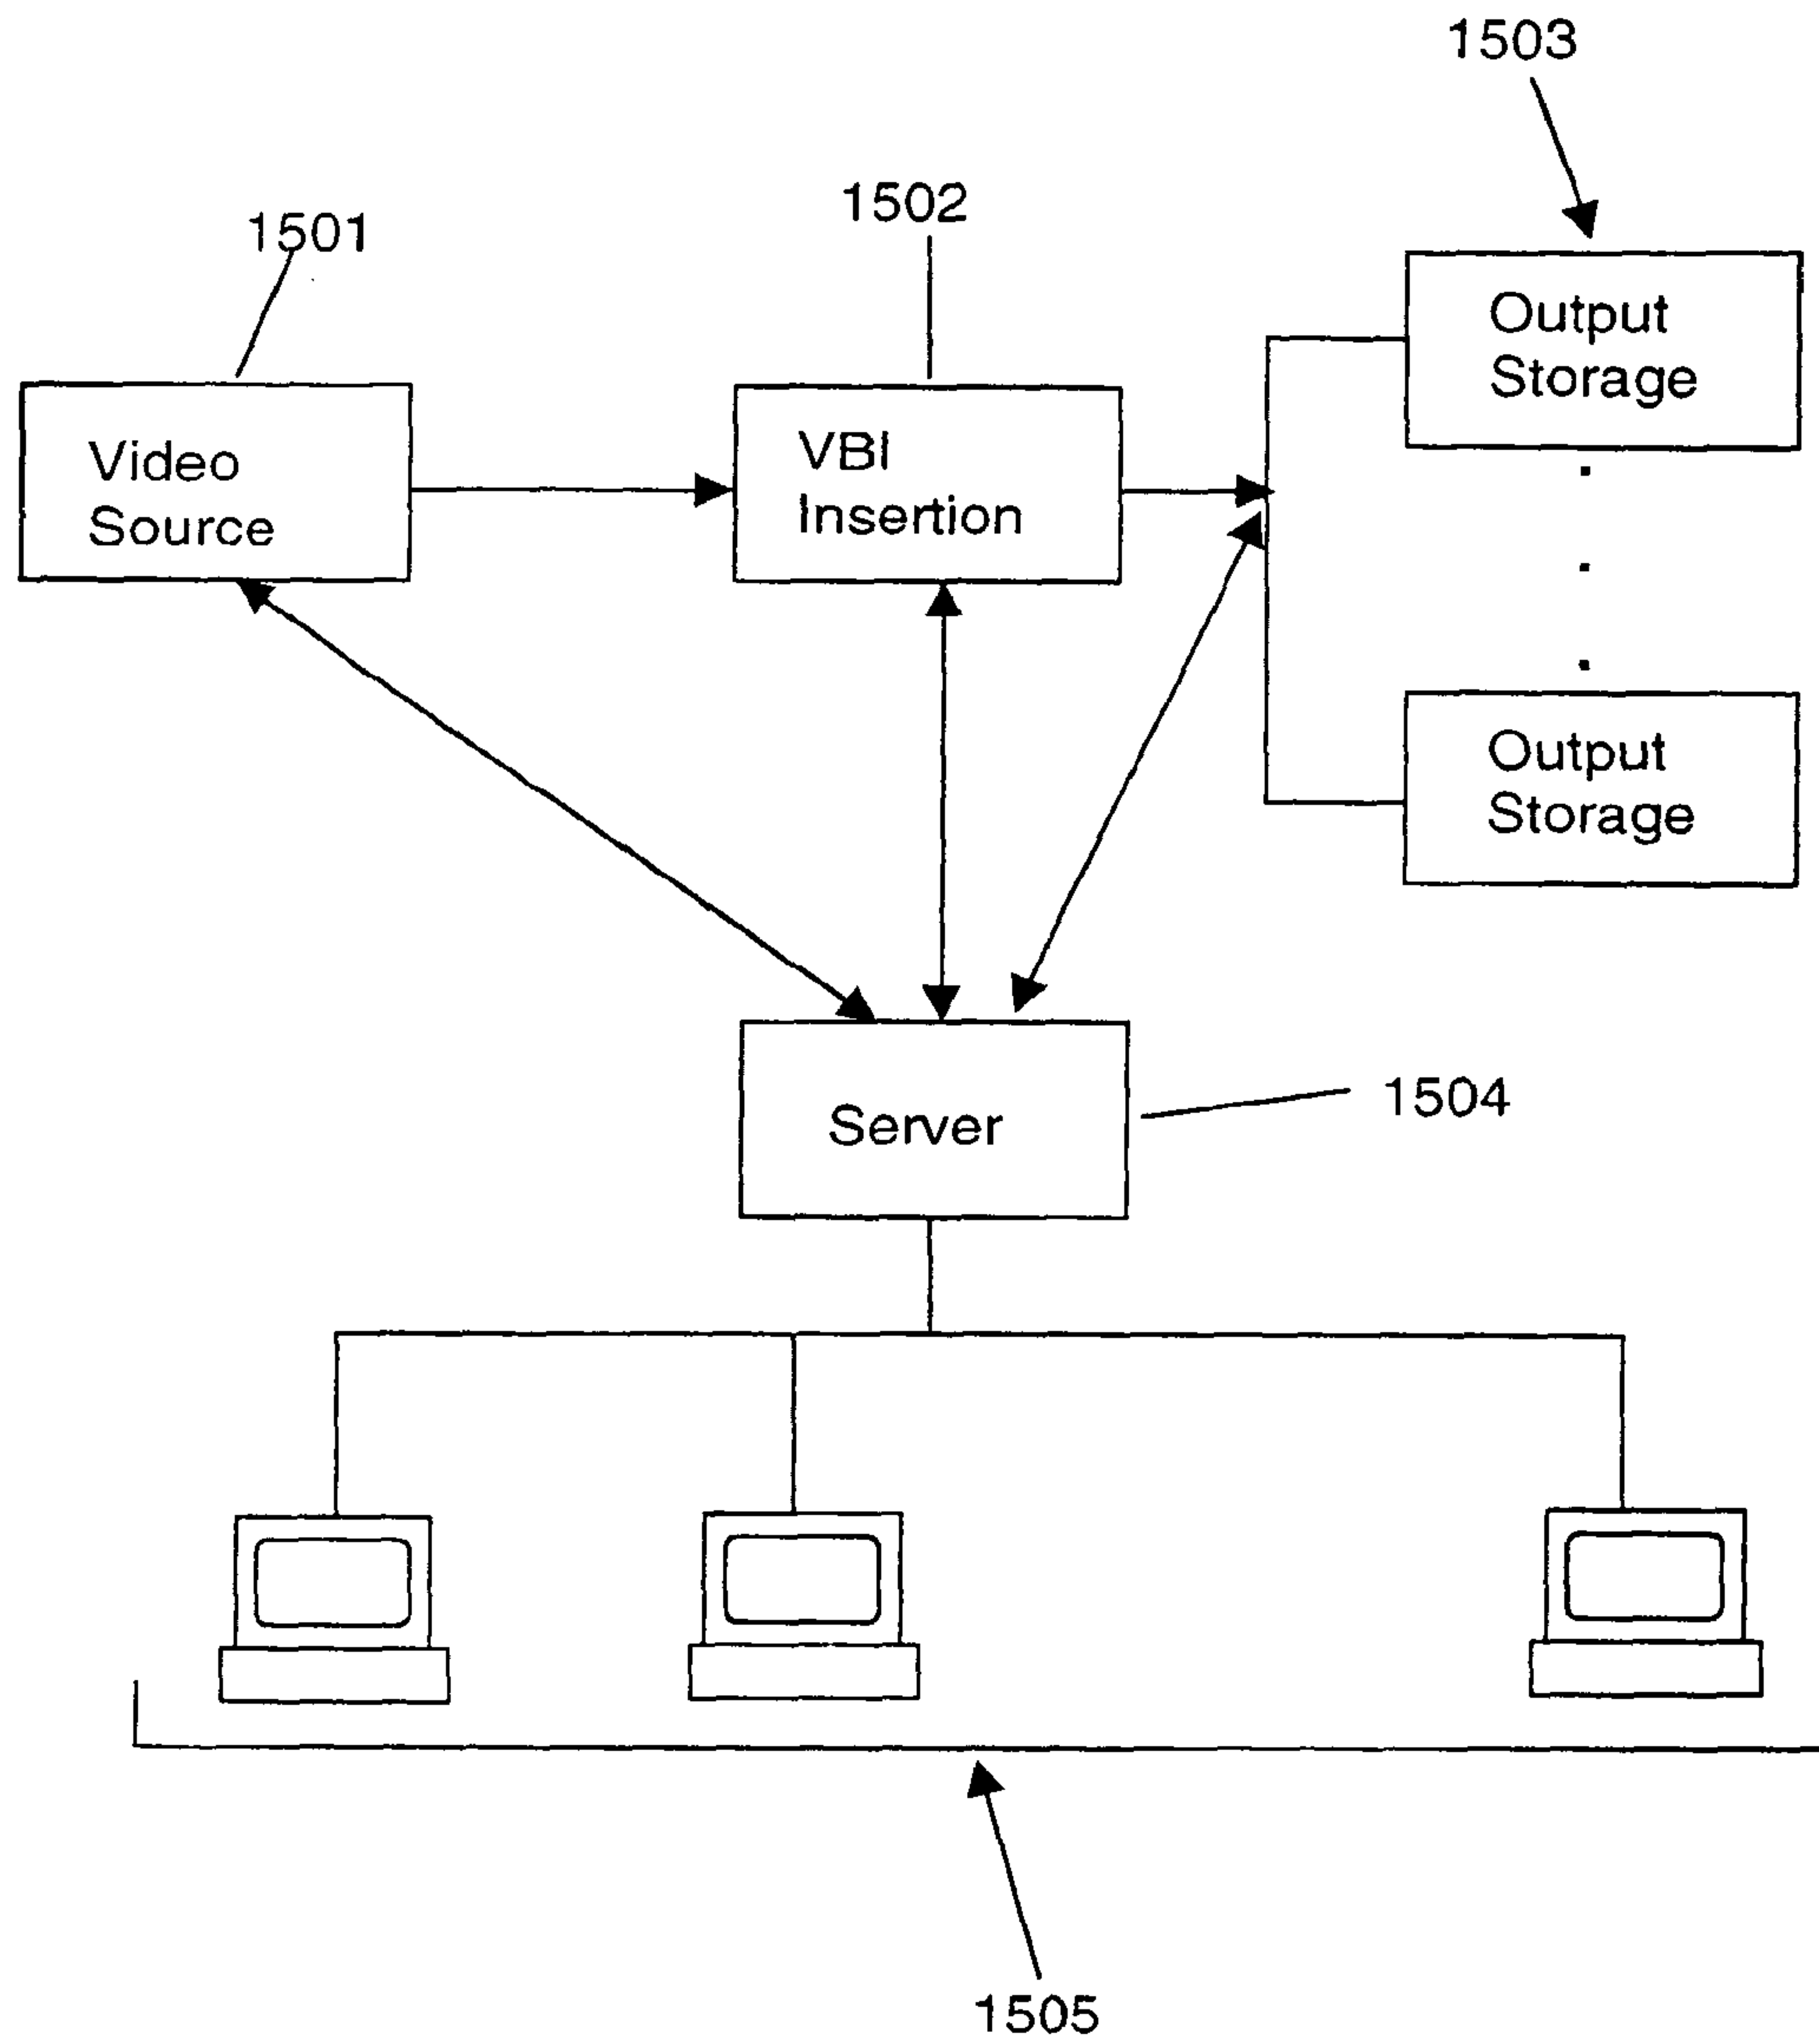 1503
1502
1501
Output
Storage
VBI
Insertion
Video
Source
Output
Storage
1504
Server
1505